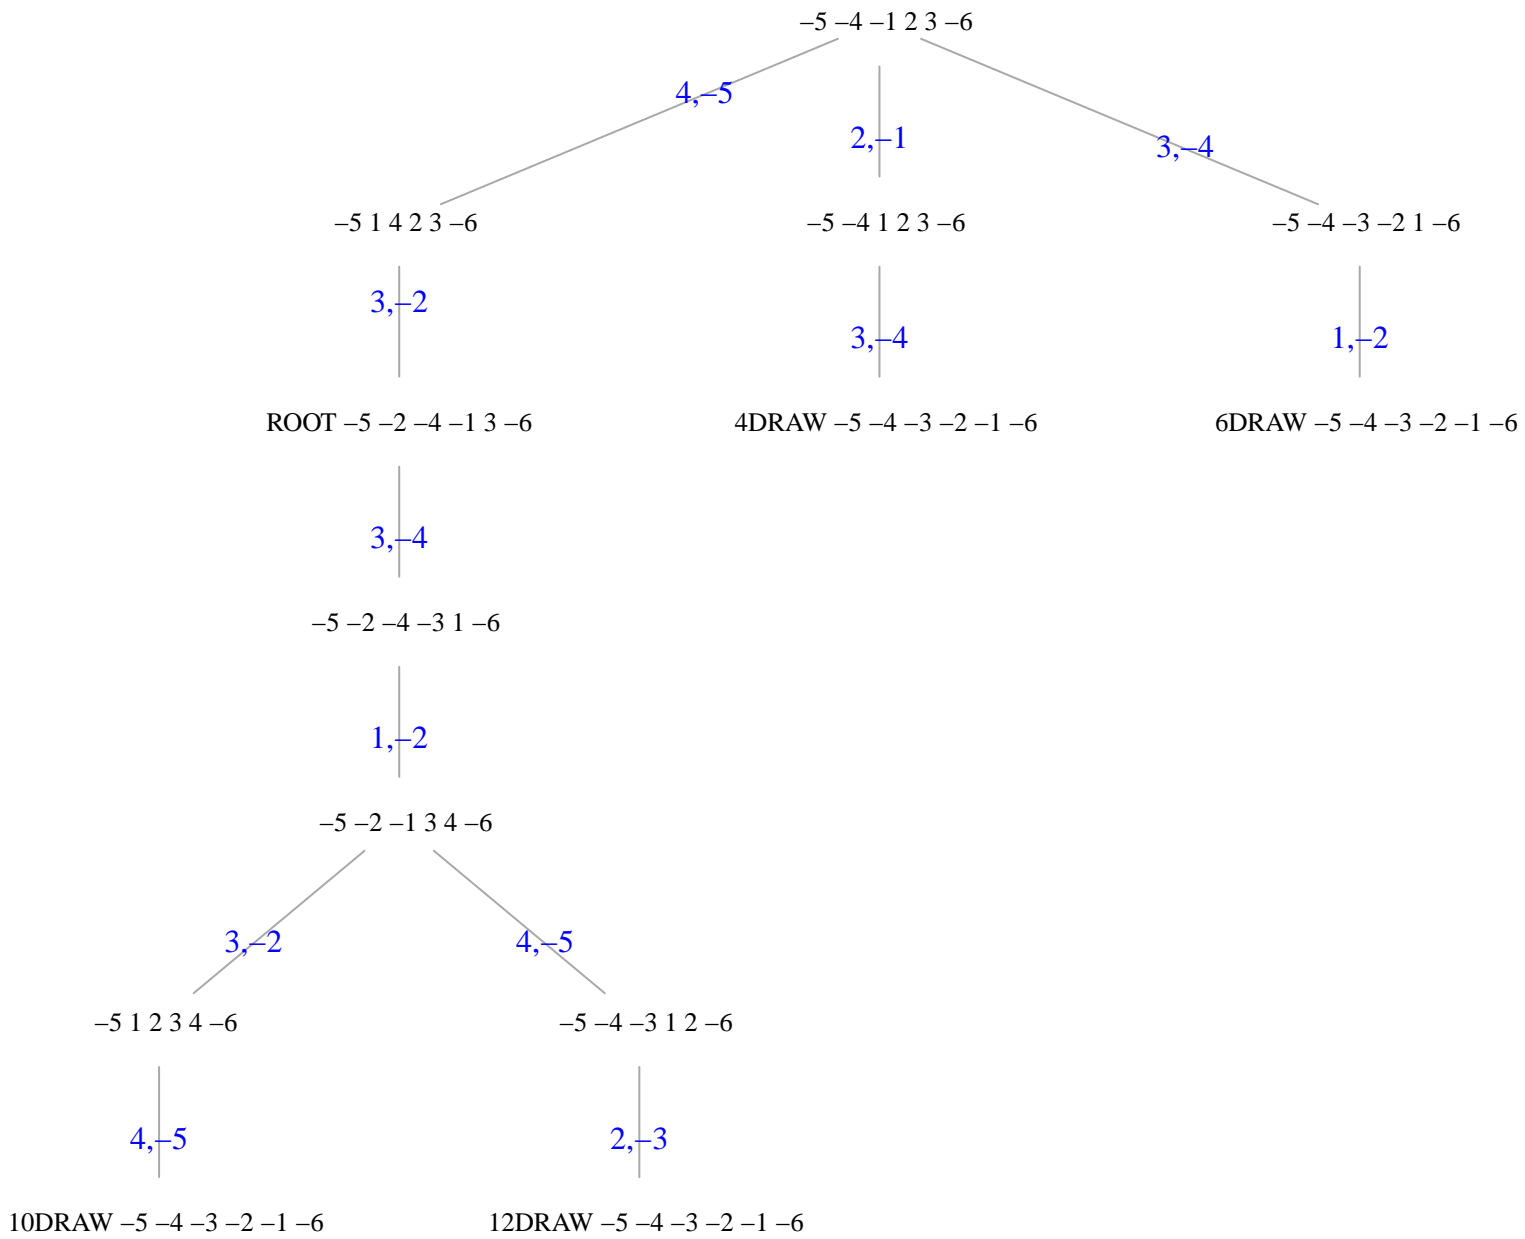 –5 –4 –1 2 3 –6
4,–5
2,–1
3,–4
–5 1 4 2 3 –6
–5 –4 1 2 3 –6
–5 –4 –3 –2 1 –6
3,–2
3,–4
1,–2
ROOT –5 –2 –4 –1 3 –6
4DRAW –5 –4 –3 –2 –1 –6
6DRAW –5 –4 –3 –2 –1 –6
3,–4
–5 –2 –4 –3 1 –6
1,–2
–5 –2 –1 3 4 –6
3,–2
4,–5
–5 1 2 3 4 –6
–5 –4 –3 1 2 –6
4,–5
2,–3
10DRAW –5 –4 –3 –2 –1 –6
12DRAW –5 –4 –3 –2 –1 –6